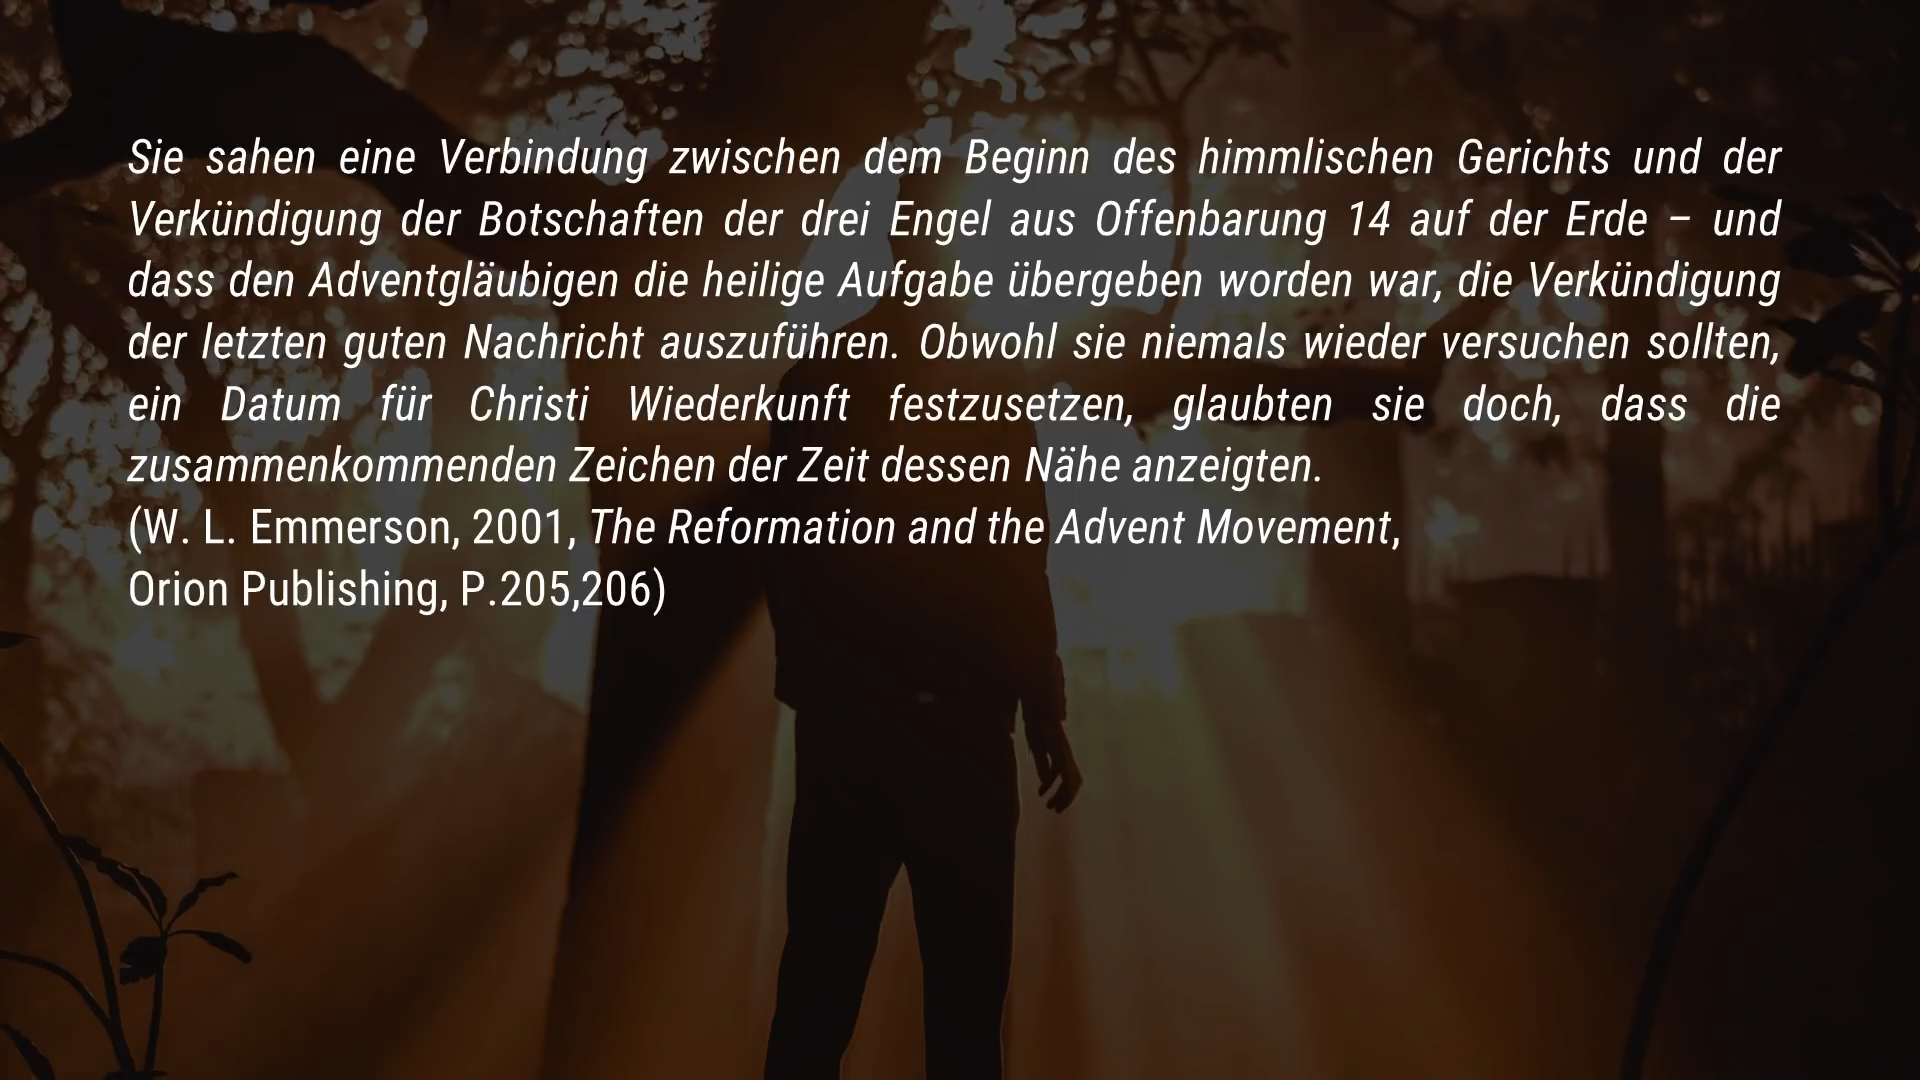 Sie sahen eine Verbindung zwischen dem Beginn des himmlischen Gerichts und der
Verkündigung der Botschaften der drei Engel aus Offenbarung 14 auf der Erde – und
dass den Adventgläubigen die heilige Aufgabe übergeben worden war, die Verkündigung
der letzten guten Nachricht auszuführen. Obwohl sie niemals wieder versuchen sollten,
ein Datum für Christi Wiederkunft festzusetzen, glaubten sie doch, dass die
zusammenkommenden Zeichen der Zeit dessen Nähe anzeigten.
(W. L. Emmerson, 2001, The Reformation and the Advent Movement,
Orion Publishing, P.205,206)